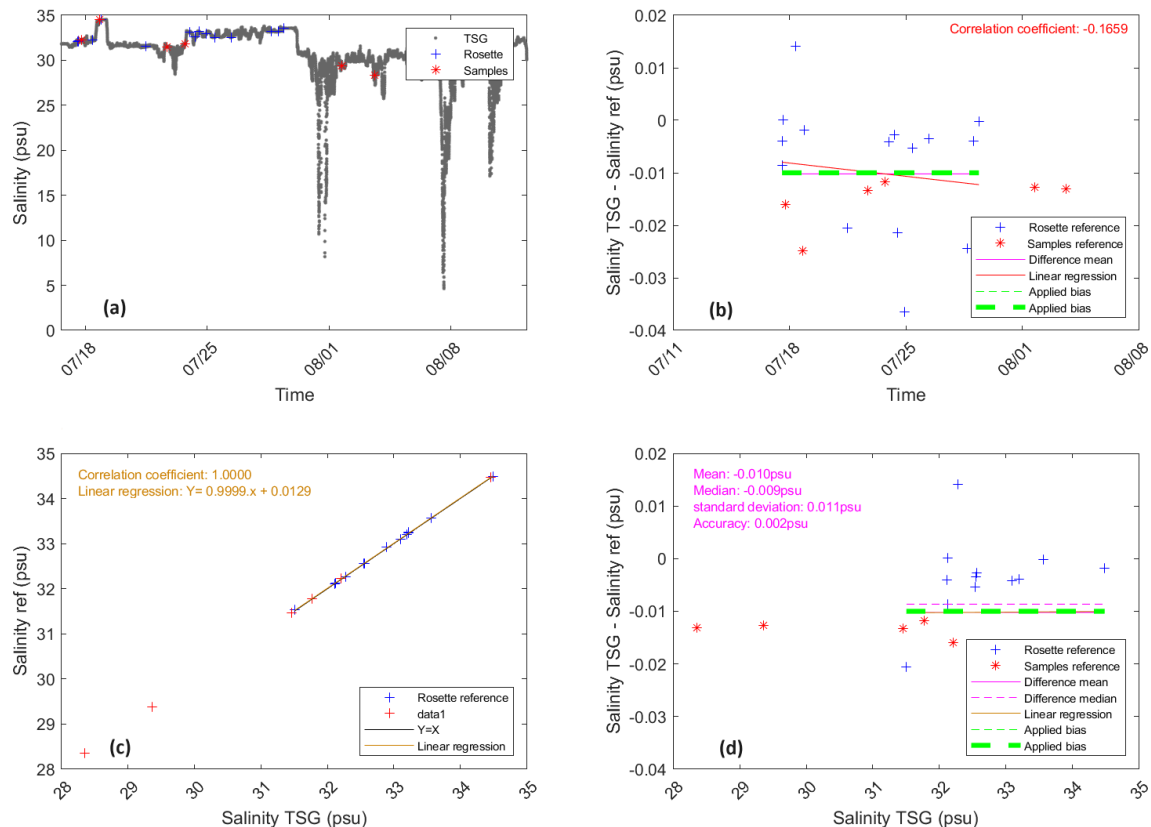 35
30
25
20
15
10
5
0
Salinity (psu)
07/18
07/25
08/01
08/08
Time
TSG
Rosette
Samples
(a)
0.02
0.01
0
-0.01
-0.02
-0.03
-0.04
Salinity TSG - Salinity ref (psu)
07/11
07/18
07/25
08/01
08/08
Time
Correlation coefficient: -0.1659
Rosette reference
Samples reference
Difference mean
Linear regression
Applied bias
Applied bias
(b)
35
34
33
32
31
30
29
28
Salinity ref (psu)
28
29
30
31
32
33
34
35
Salinity TSG (psu)
Correlation coefficient: 1.0000
Linear regression: Y= 0.9999.x + 0.0129
Rosette reference
data1
Y=X
Linear regression
(c)
0.02
0.01
0
-0.01
-0.02
-0.03
-0.04
Salinity TSG - Salinity ref (psu)
28
29
30
31
32
33
34
35
Salinity TSG (psu)
Mean: -0.010psu
Median: -0.009psu
standard deviation: 0.011psu
Accuracy: 0.002psu
Rosette reference
Samples reference
Difference mean
Difference median
Linear regression
Applied bias
Applied bias
(d)